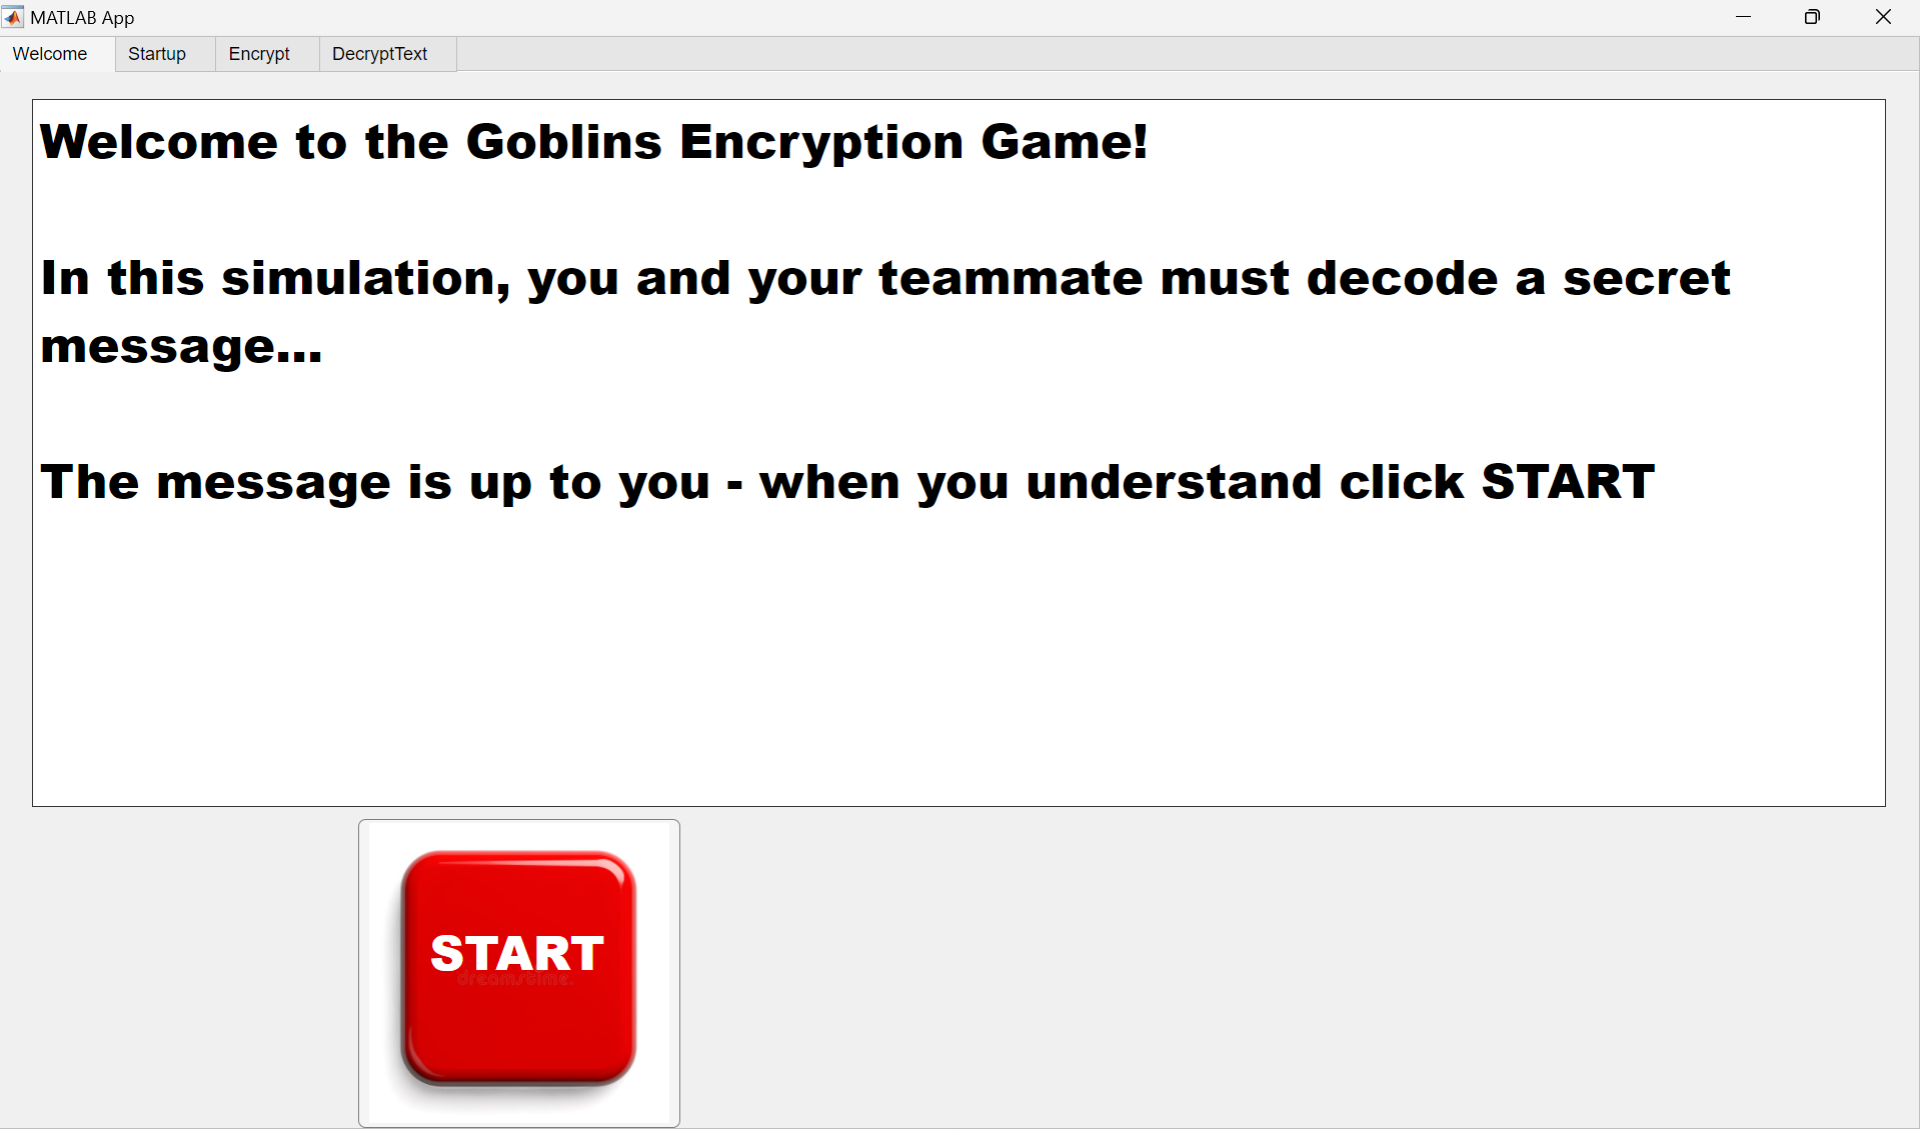 MATLAB App
Welcome
Startup
Encrypt
DecryptText
Welcome to the Goblins Encryption Game!
In this simulation, you and your teammate must decode a secret
message...
The message is up to you - when you understand click START
START
dreamstime.